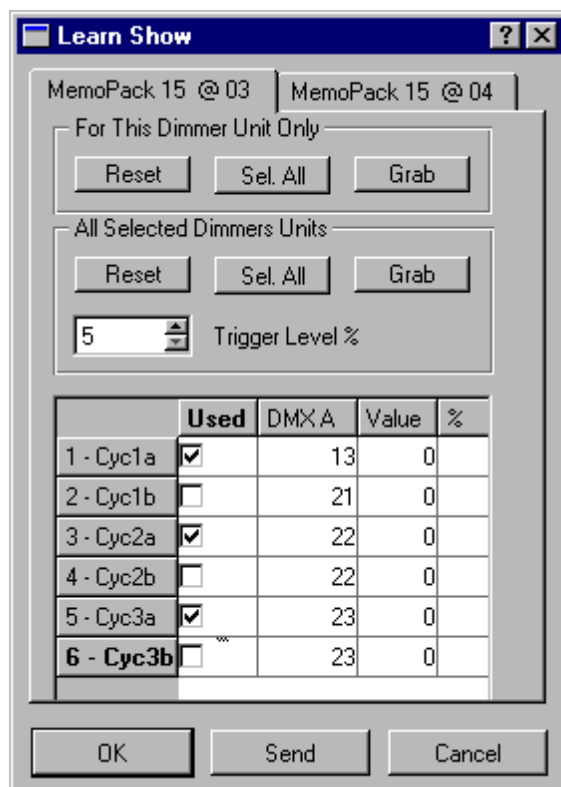 Learn Show
MemoPack 15 @ 03 MemoPack 15 @ 04
For This Dimmer Unit Only
Reset Sel. All Grab
All Selected Dimmers Units
Reset Sel. All Grab
5 Trigger Level %
Used DMX A Value %
1 - Cyc1a 13 0
2 - Cyc1b 21 0
3 - Cyc2a 22 0
4 - Cyc2b 22 0
5 - Cyc3a 23 0
6 - Cyc3b 23 0
OK Send Cancel